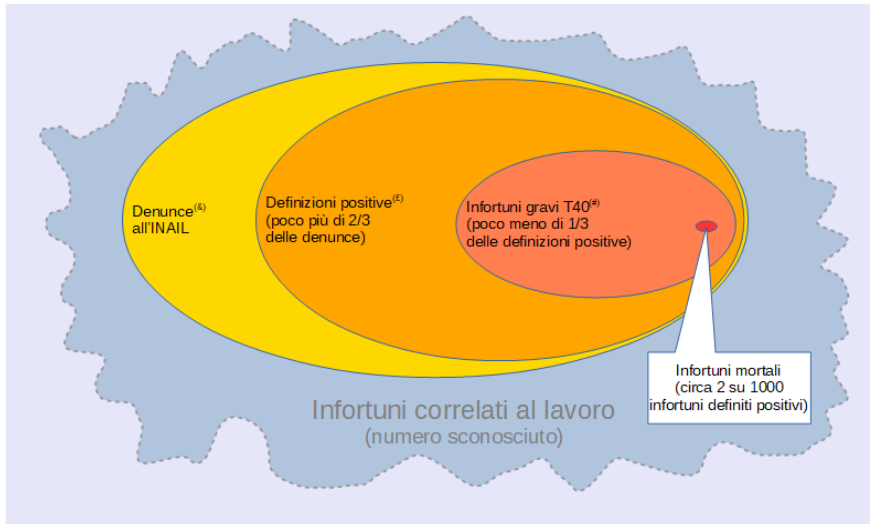 Denunce(&)
all'INAIL
Definizioni positive(£)
(poco più di 2/3
delle denunce)
Infortuni gravi T40(#)
(poco meno di 1/3
delle definizioni positive)
Infortuni mortali
(circa 2 su 1000
infortuni definiti positivi)
Infortuni correlati al lavoro
(numero sconosciuto)